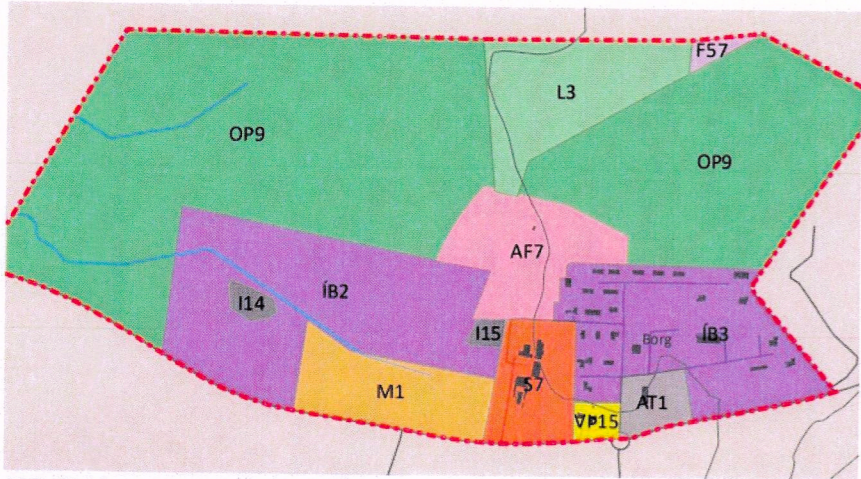 F57
L3
OP9
OP9
AF7
ÍB2
I14
I15
Borg
ÍB3
S7
M1
AT1
VÞ15